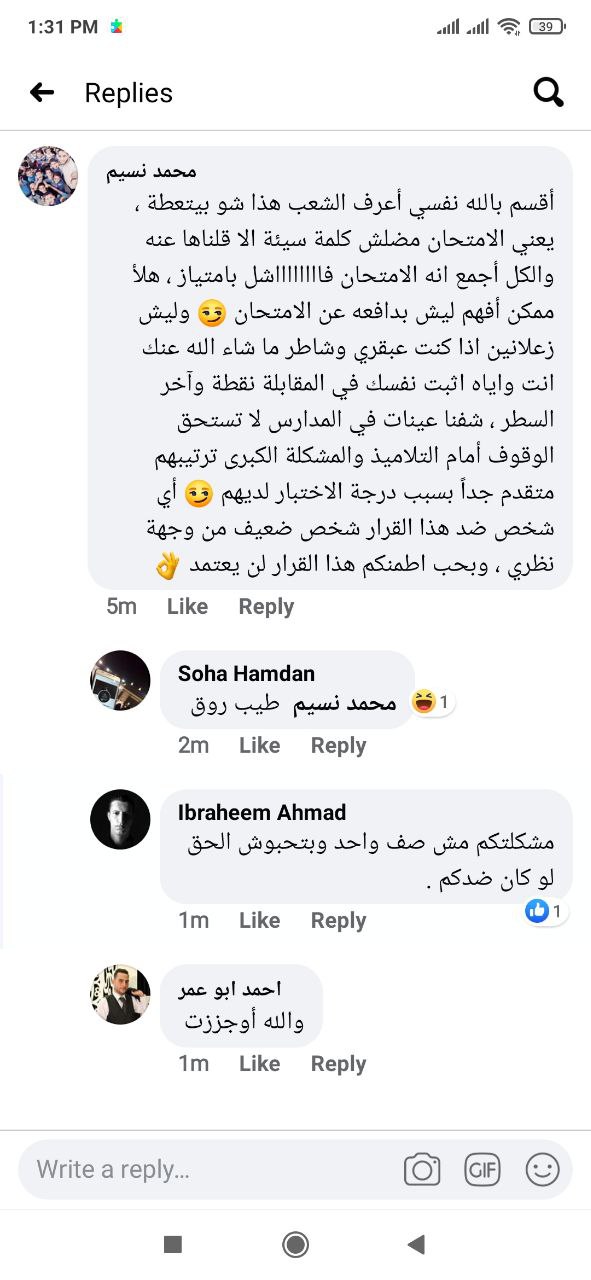 1:31 PM
39
Replies
محمد نسيم
أقسم بالله نفسي أعرف الشعب هذا شو بيتعطة ،
يعني الامتحان مضلش كلمة سيئة الا قلناها عنه
والكل أجمع انه الامتحان فااااااااشل بامتياز ، هلأ
ممكن أفهم ليش بدافعه عن الامتحان 😏 وليش
زعلانين اذا كنت عبقري وشاطر ما شاء الله عنك
انت واياه اثبت نفسك في المقابلة نقطة وآخر
السطر ، شفنا عينات في المدارس لا تستحق
الوقوف أمام التلاميذ والمشكلة الكبرى ترتيبهم
متقدم جداً بسبب درجة الاختبار لديهم 😏 أي
شخص ضد هذا القرار شخص ضعيف من وجهة
نظري ، وبحب اطمنكم هذا القرار لن يعتمد 👌
5m Like Reply
Soha Hamdan
محمد نسيم طيب روق
😆 1
2m Like Reply
Ibraheem Ahmad
مشكلتكم مش صف واحد وبتحبوش الحق
لو كان ضدكم .
1
1m Like Reply
احمد ابو عمر
والله أوجززت
1m Like Reply
Write a reply...
GIF